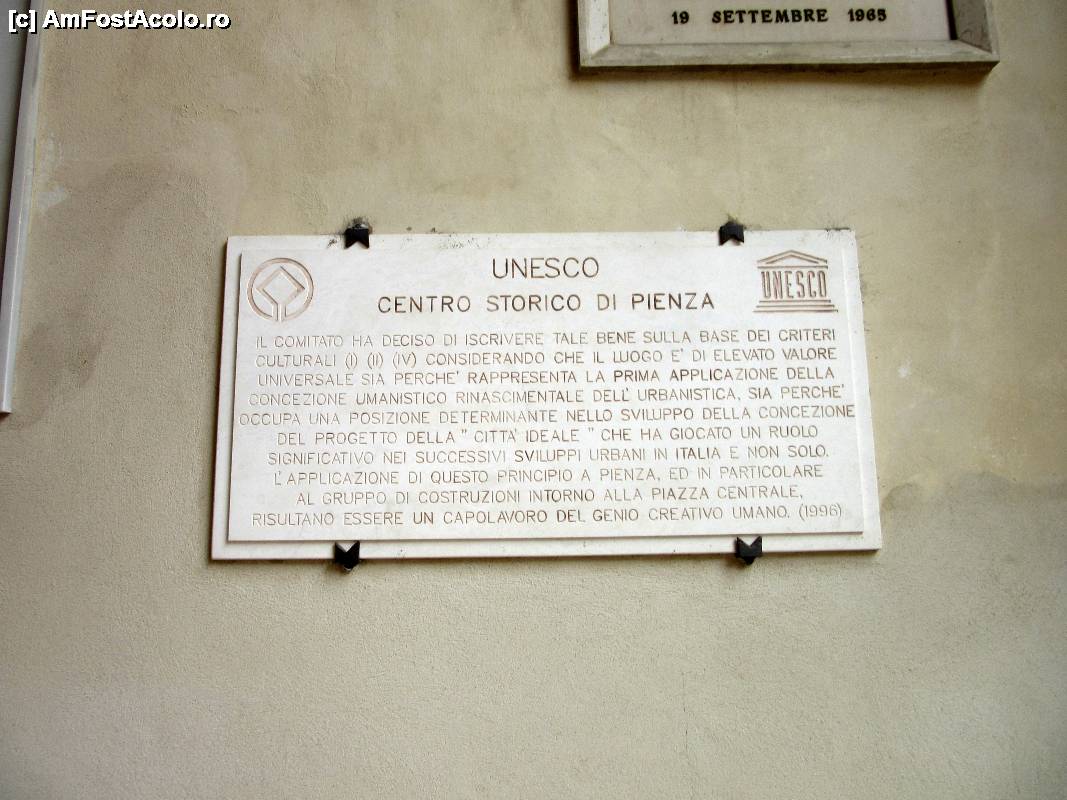 [c] AmFostAcolo.ro
19 SETTEMBRE 1965
UNESCO
UNESCO
CENTRO STORICO DI PIENZA
IL COMITATO HA DECISO DI ISCRIVERE TALE BENE SULLA BASE DEI CRITERI
CULTURALI (I) (II) (IV) CONSIDERANDO CHE IL LUOGO E' DI ELEVATO VALORE
UNIVERSALE SIA PERCHE' RAPPRESENTA LA PRIMA APPLICAZIONE DELLA
CONCEZIONE UMANISTICO RINASCIMENTALE DELL' URBANISTICA, SIA PERCHE'
OCCUPA UNA POSIZIONE DETERMINANTE NELLO SVILUPPO DELLA CONCEZIONE
DEL PROGETTO DELLA " CITTA' IDEALE " CHE HA GIOCATO UN RUOLO
SIGNIFICATIVO NEI SUCCESSIVI SVILUPPI URBANI IN ITALIA E NON SOLO.
L'APPLICAZIONE DI QUESTO PRINCIPIO A PIENZA, ED IN PARTICOLARE
AL GRUPPO DI COSTRUZIONI INTORNO ALLA PIAZZA CENTRALE,
RISULTANO ESSERE UN CAPOLAVORO DEL GENIO CREATIVO UMANO. (1996)